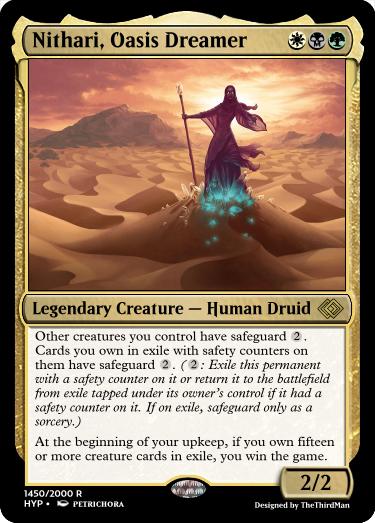 Nithari, Oasis Dreamer
Legendary Creature — Human Druid
Other creatures you control have safeguard 2.
Cards you own in exile with safety counters
on them have safeguard 2. (2: Exile this permanent
with a safety counter on it or return it to the battlefield
from exile tapped under its owner's control if it had a
safety counter on it. If on exile, safeguard only as a
sorcery.)
At the beginning of your upkeep, if you own fifteen
or more creature cards in exile, you win the game.
2/2
1450/2000 R
HYP • PETRICHORA
Designed by TheThirdMan